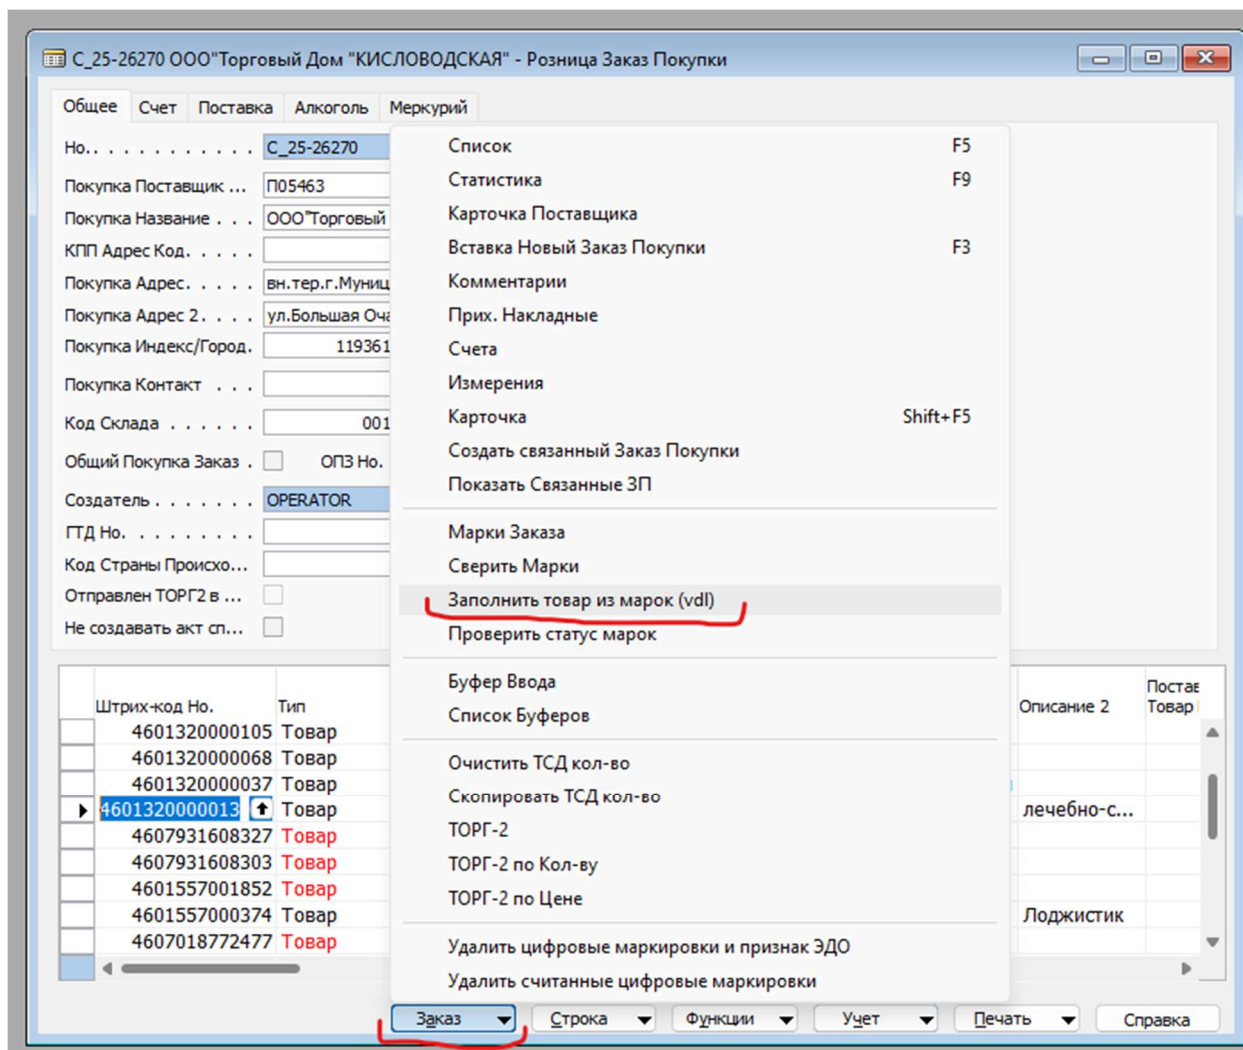 С_25-26270 ООО"Торговый Дом "КИСЛОВОДСКАЯ" - Розница Заказ Покупки
Общее Счет Поставка Алкоголь Меркурий
Но. С_25-26270
Покупка Поставщик ... П05463
Покупка Название ООО"Торговый
КПП Адрес Код.
Покупка Адрес. вн.тер.г.Муниц
Покупка Адрес 2. ул.Большая Оча
Покупка Индекс/Город. 119361
Покупка Контакт
Код Склада 001
Общий Покупка Заказ ОПЗ Но.
Создатель OPERATOR
ГТД Но.
Код Страны Происхо...
Отправлен ТОРГ2 в ...
Не создавать акт сп...
Список F5
Статистика F9
Карточка Поставщика
Вставка Новый Заказ Покупки F3
Комментарии
Прих. Накладные
Счета
Измерения
Карточка Shift+F5
Создать связанный Заказ Покупки
Показать Связанные ЗП
Марки Заказа
Сверить Марки
Заполнить товар из марок (vdl)
Проверить статус марок
Буфер Ввода
Список Буферов
Очистить ТСД кол-во
Скопировать ТСД кол-во
ТОРГ-2
ТОРГ-2 по Кол-ву
ТОРГ-2 по Цене
Удалить цифровые маркировки и признак ЭДО
Удалить считанные цифровые маркировки
Штрих-код Но. Тип Описание 2 Постав Товар
4601320000105 Товар
4601320000068 Товар
4601320000037 Товар
4601320000013 Товар лечебно-с...
4607931608327 Товар
4607931608303 Товар
4601557001852 Товар
4601557000374 Товар Лоджистик
4607018772477 Товар
Заказ Строка Функции Учет Печать Справка